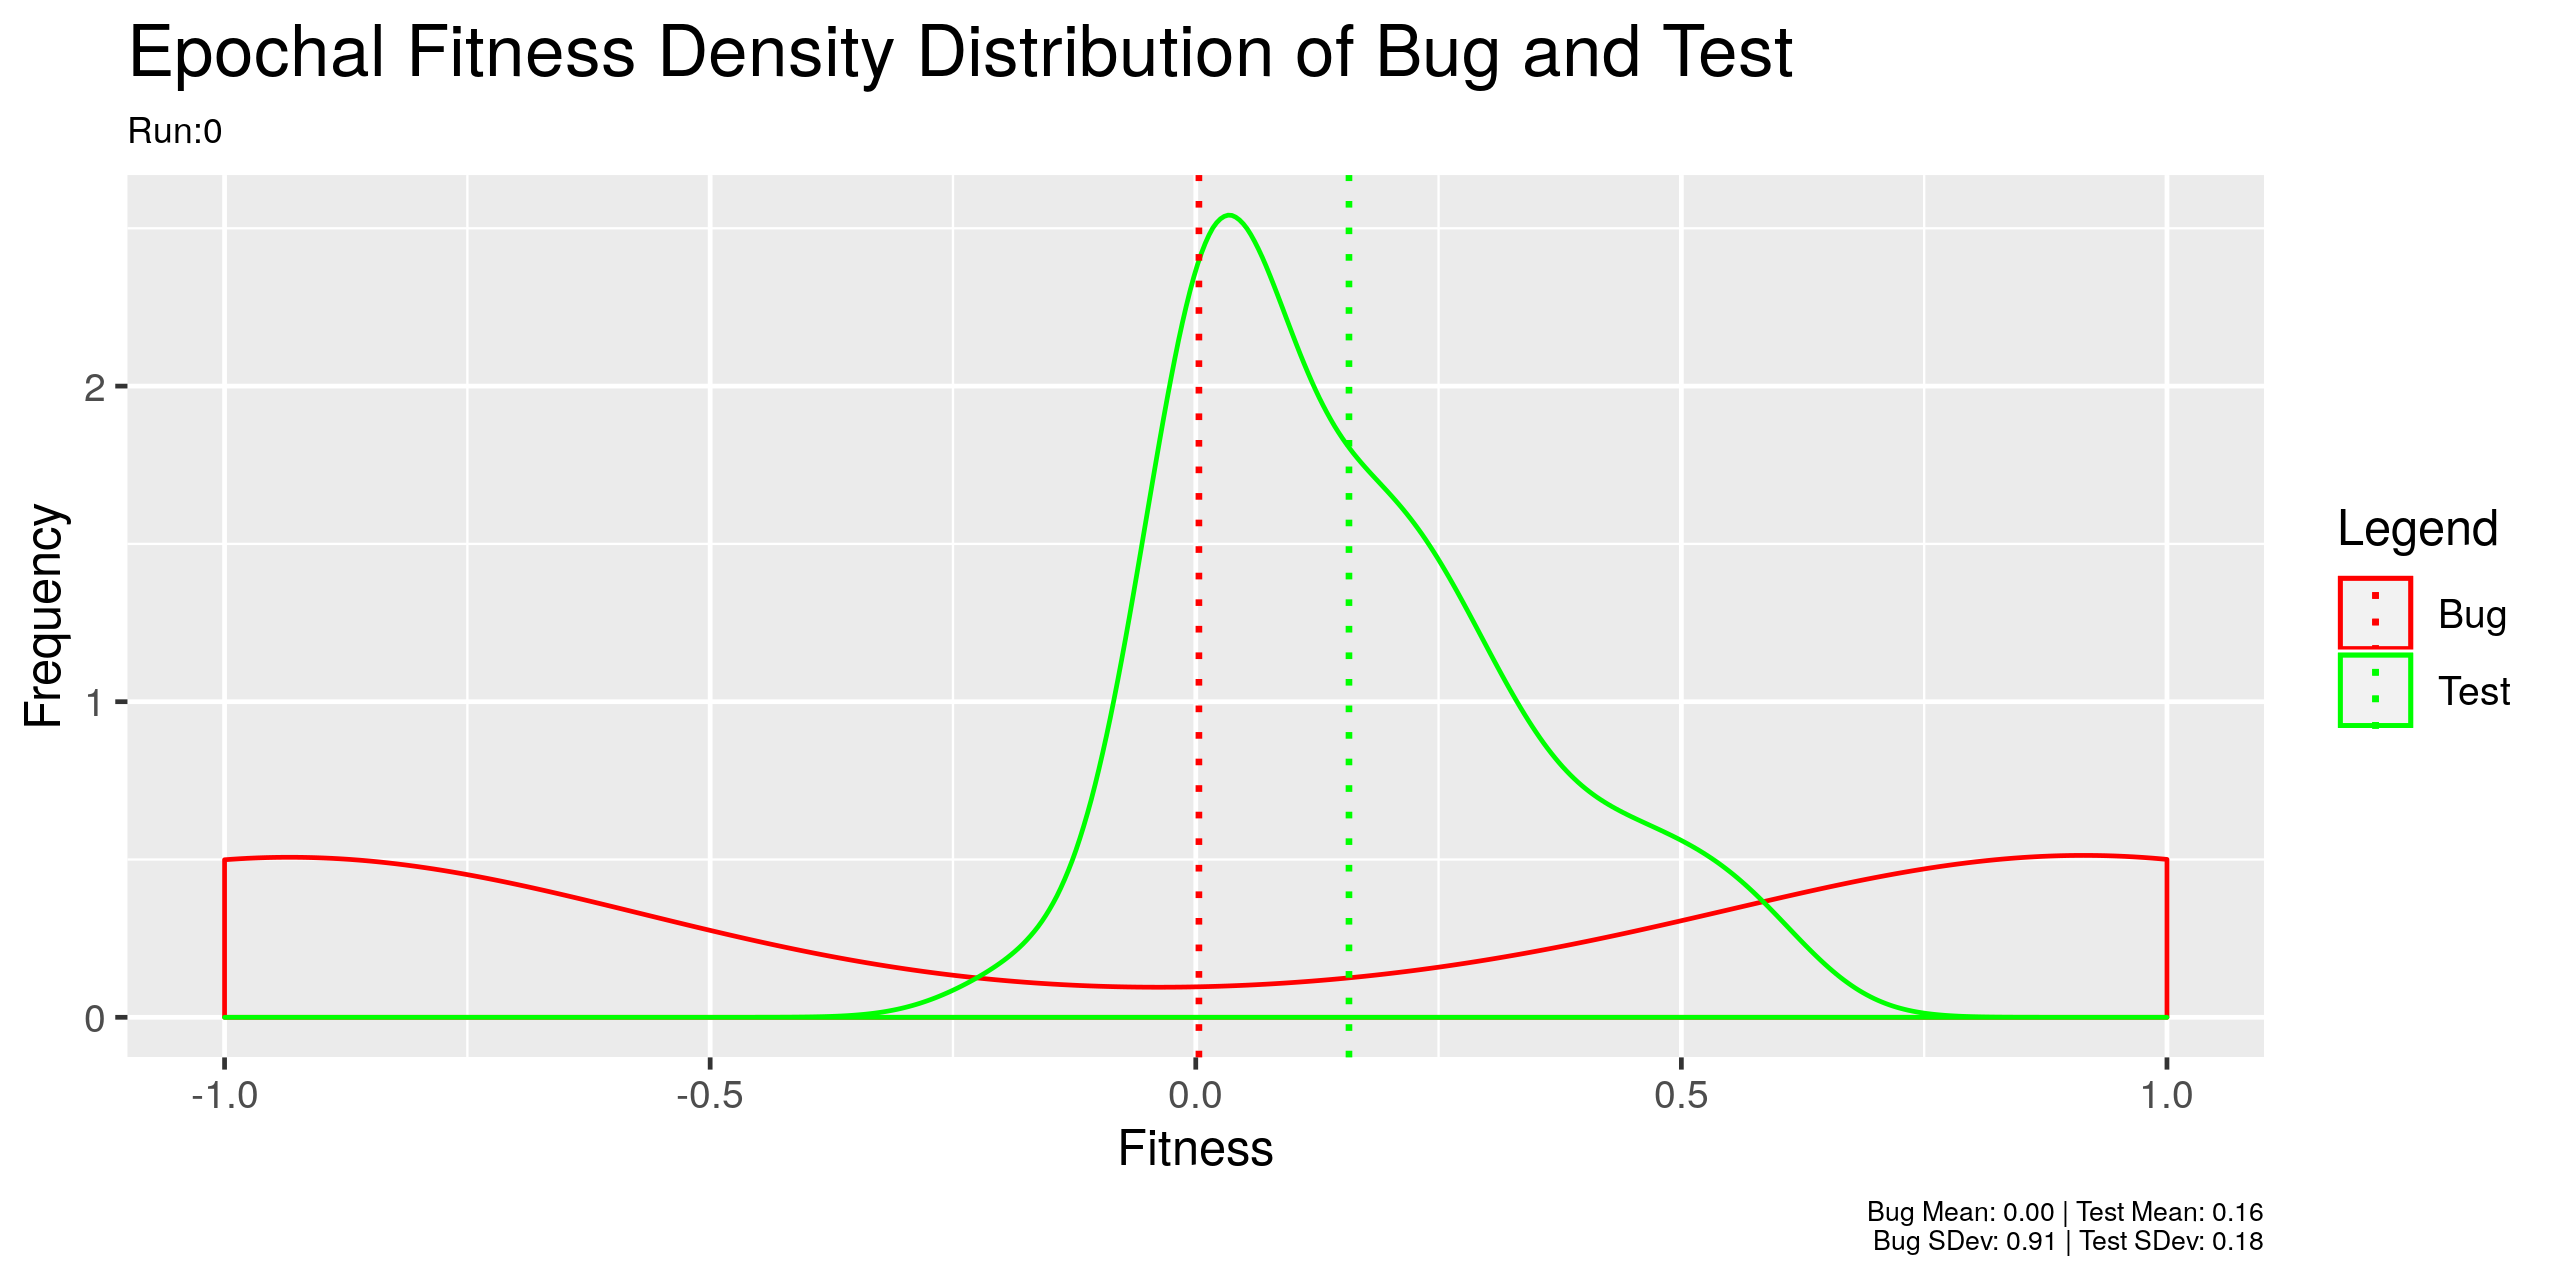 Epochal Fitness Density Distribution of Bug and Test
Run:0
Frequency
2
1
0
-1.0
-0.5
0.0
0.5
1.0
Fitness
Legend
Bug
Test
Bug Mean: 0.00 | Test Mean: 0.16
Bug SDev: 0.91 | Test SDev: 0.18